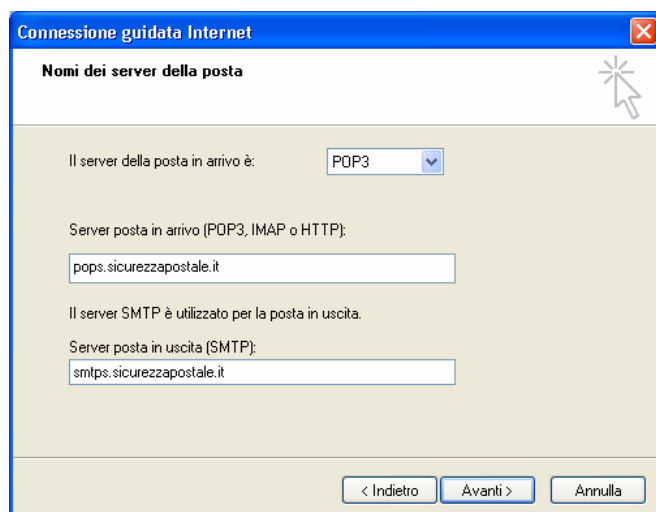 Connessione guidata Internet
Nomi dei server della posta
Il server della posta in arrivo è:
POP3
Server posta in arrivo (POP3, IMAP o HTTP):
pops.sicurezzapostale.it
Il server SMTP è utilizzato per la posta in uscita.
Server posta in uscita (SMTP):
smtps.sicurezzapostale.it
< Indietro
Avanti >
Annulla